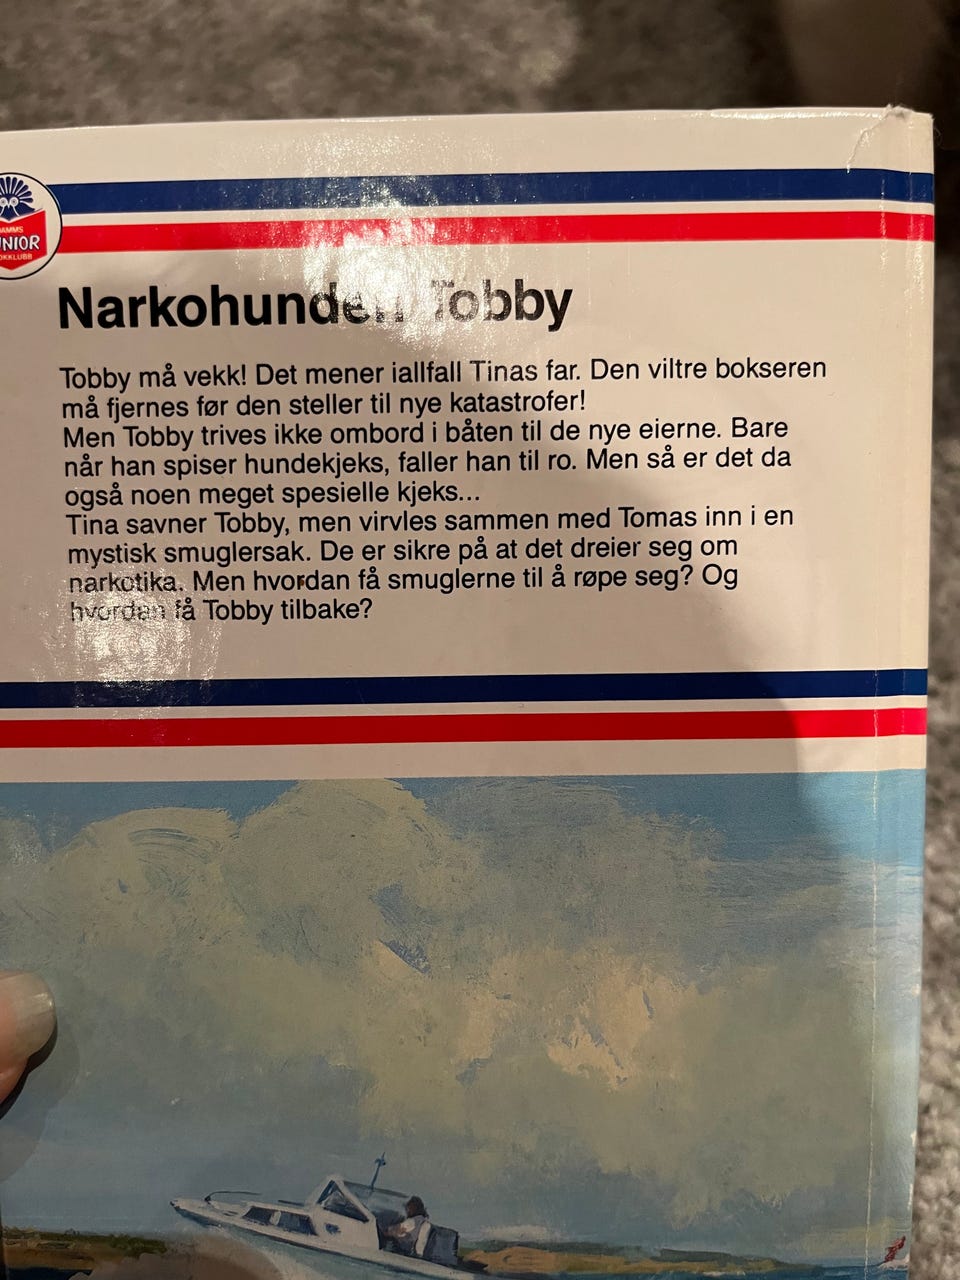 JUNIOR
Narkohunden Tobby
Tobby må vekk! Det mener iallfall Tinas far. Den viltre bokseren
må fjernes før den steller til nye katastrofer!
Men Tobby trives ikke ombord i båten til de nye eierne. Bare
når han spiser hundekjeks, faller han til ro. Men så er det da
også noen meget spesielle kjeks...
Tina savner Tobby, men virvles sammen med Tomas inn i en
mystisk smuglersak. De er sikre på at det dreier seg om
narkotika. Men hvordan få smuglerne til å røpe seg? Og
hvordan få Tobby tilbake?